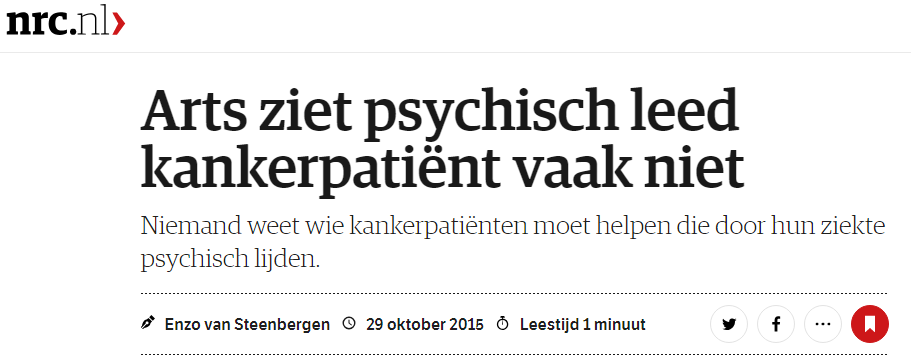 nrc.nl
Arts ziet psychisch leed
kankerpatiënt vaak niet
Niemand weet wie kankerpatiënten moet helpen die door hun ziekte
psychisch lijden.
Enzo van Steenbergen 29 oktober 2015 Leestijd 1 minuut